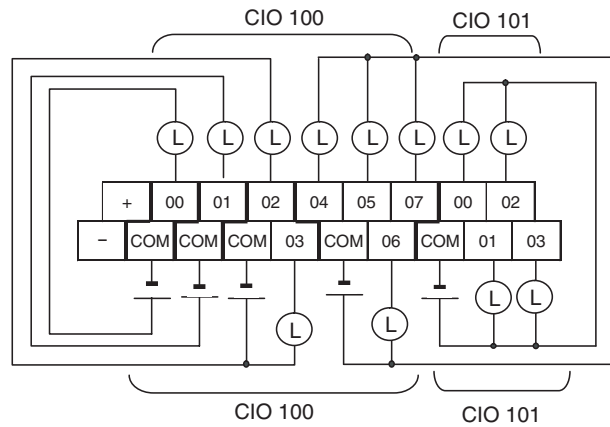 CIO 100 CIO 101
L L L L L L L L
+ 00 01 02 04 05 07 00 02
− COM COM COM 03 COM 06 COM 01 03
L L L L
CIO 100 CIO 101